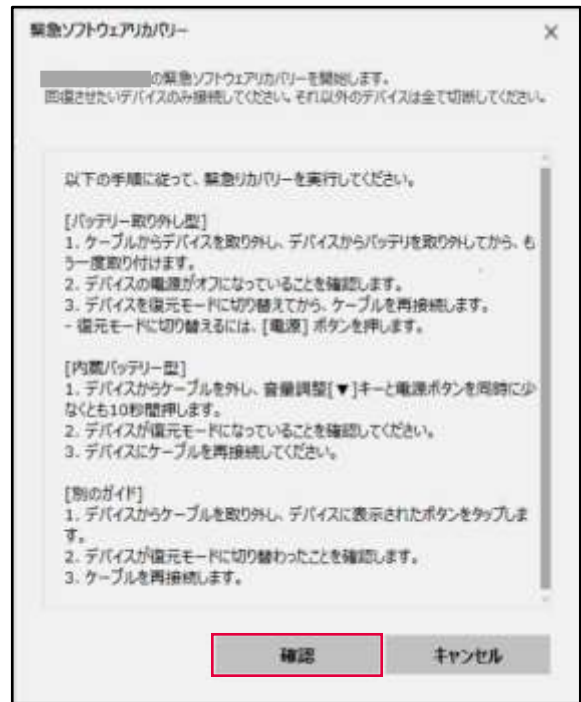 緊急ソフトウェアリカバリー
の緊急ソフトウェアリカバリーを開始します。
回復させたいデバイスのみ接続してください。それ以外のデバイスは全て切断してください。
以下の手順に従って、緊急リカバリーを実行してください。
[バッテリー取り外し型]
1. ケーブルからデバイスを取り外し、デバイスからバッテリを取り外してから、も
う一度取り付けます。
2. デバイスの電源がオフになっていることを確認します。
3. デバイスを復元モードに切り替えてから、ケーブルを再接続します。
- 復元モードに切り替えるには、[電源] ボタンを押します。
[内蔵バッテリー型]
1. デバイスからケーブルを外し、音量調整[▼]キーと電源ボタンを同時に少
なくとも10秒間押します。
2. デバイスが復元モードになっていることを確認してください。
3. デバイスにケーブルを再接続してください。
[別のガイド]
1. デバイスからケーブルを取り外し、デバイスに表示されたボタンをタップしま
す。
2. デバイスが復元モードに切り替わったことを確認します。
3. ケーブルを再接続します。
確認
キャンセル